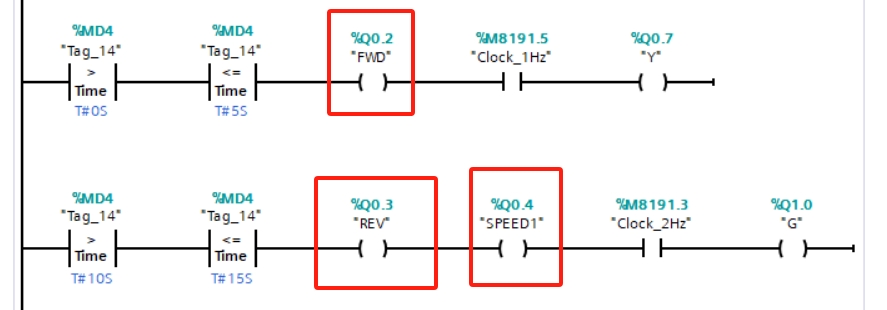 %MD4 %MD4 %Q0.2 %M8191.5 %Q0.7
"Tag_14" "Tag_14" "FWD" "Clock_1Hz" "Y"
> <=
Time Time
T#0S T#5S
%MD4 %MD4 %Q0.3 %Q0.4 %M8191.3 %Q1.0
"Tag_14" "Tag_14" "REV" "SPEED1" "Clock_2Hz" "G"
> <=
Time Time
T#10S T#15S